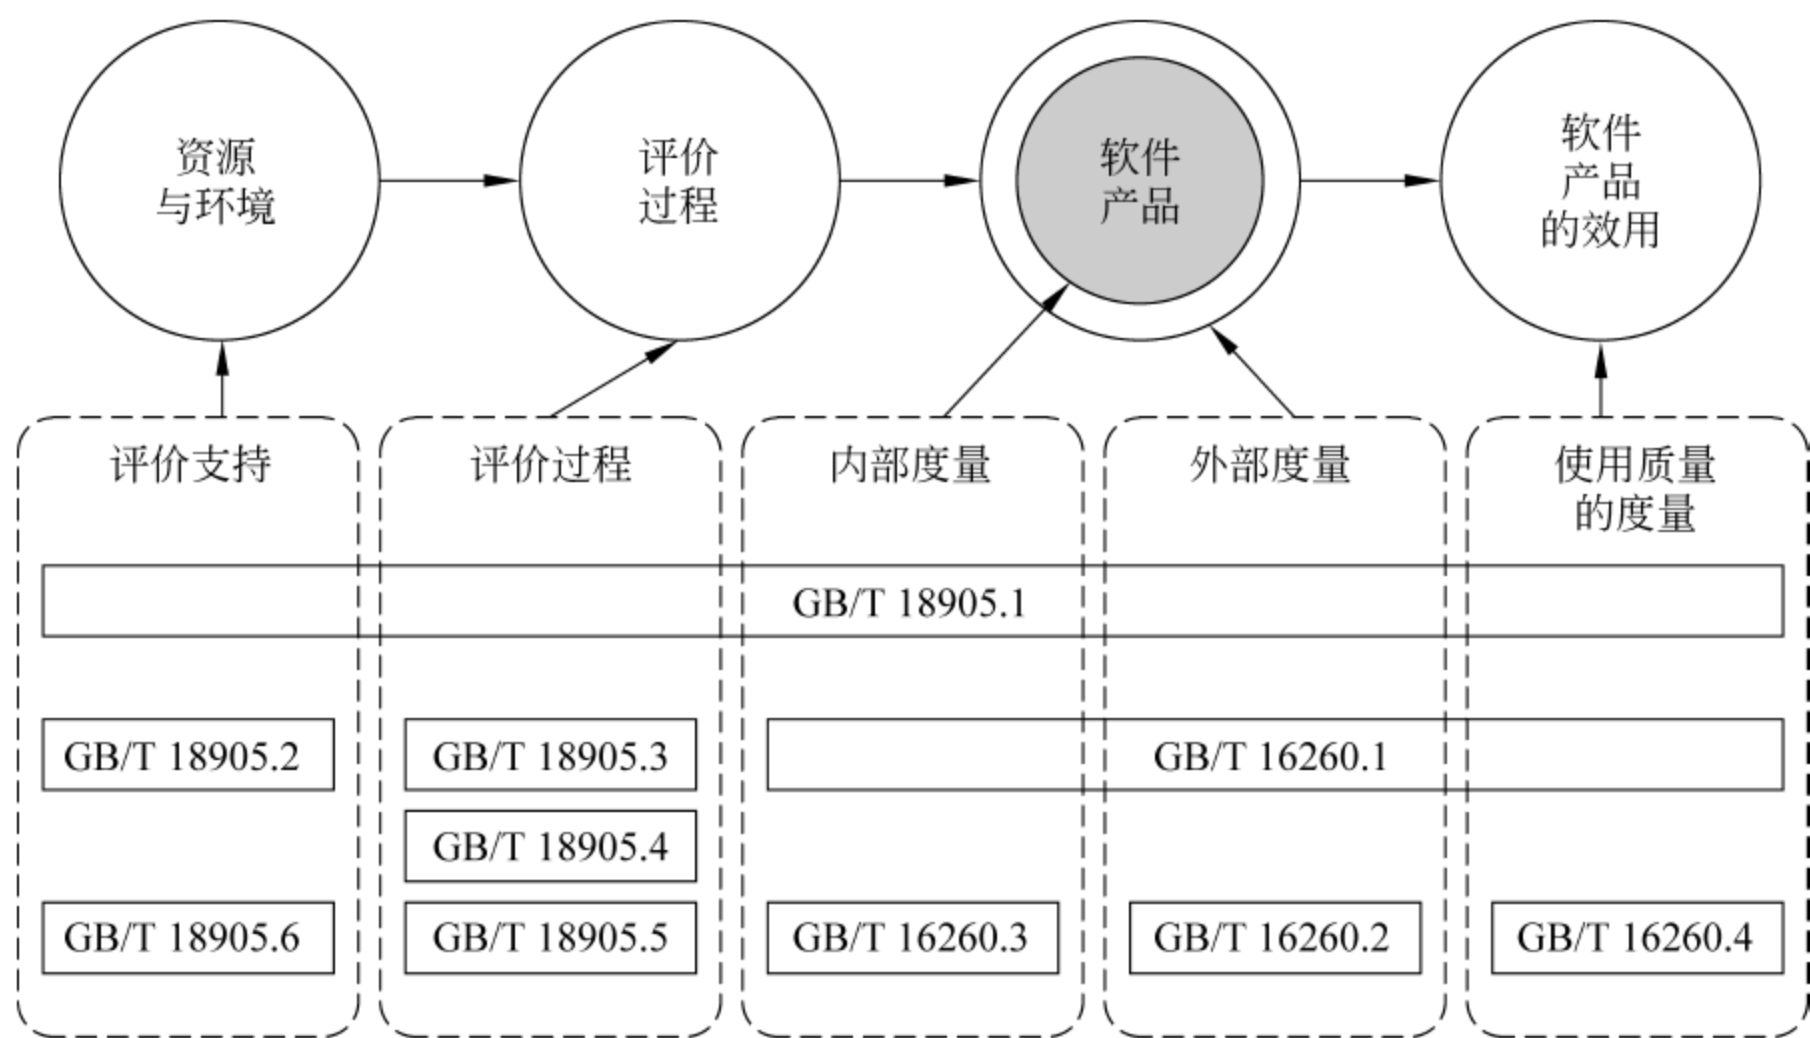 资源
与环境
评价
过程
软件
产品
软件
产品
的效用
评价支持
评价过程
内部度量
外部度量
使用质量
的度量
GB/T 18905.1
GB/T 18905.2
GB/T 18905.3
GB/T 16260.1
GB/T 18905.4
GB/T 18905.6
GB/T 18905.5
GB/T 16260.3
GB/T 16260.2
GB/T 16260.4